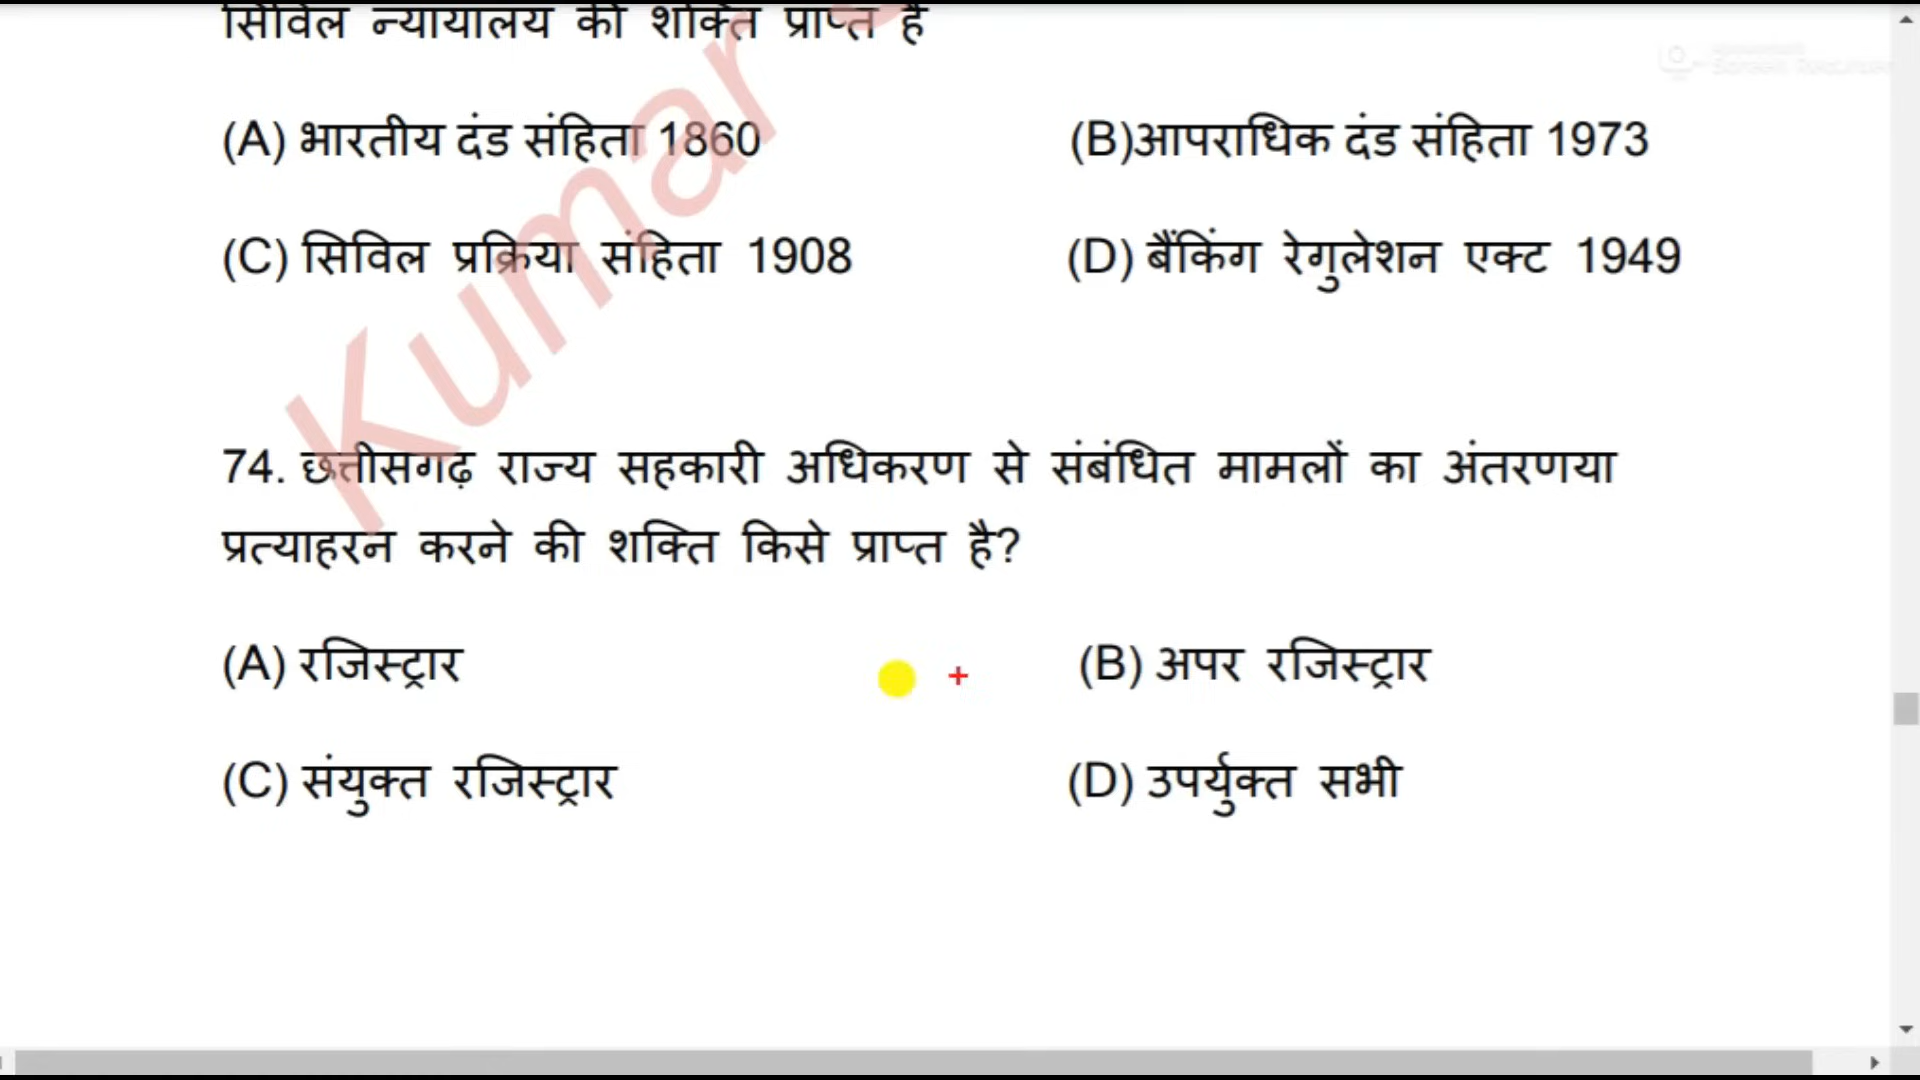 सिविल न्यायालय की शक्ति प्राप्त है
(A) भारतीय दंड संहिता 1860
(B)आपराधिक दंड संहिता 1973
(C) सिविल प्रक्रिया संहिता 1908
(D) बैंकिंग रेगुलेशन एक्ट 1949
Kumar
74. छत्तीसगढ़ राज्य सहकारी अधिकरण से संबंधित मामलों का अंतरणया
प्रत्याहरन करने की शक्ति किसे प्राप्त है?
(A) रजिस्ट्रार
(B) अपर रजिस्ट्रार
(C) संयुक्त रजिस्ट्रार
(D) उपर्युक्त सभी